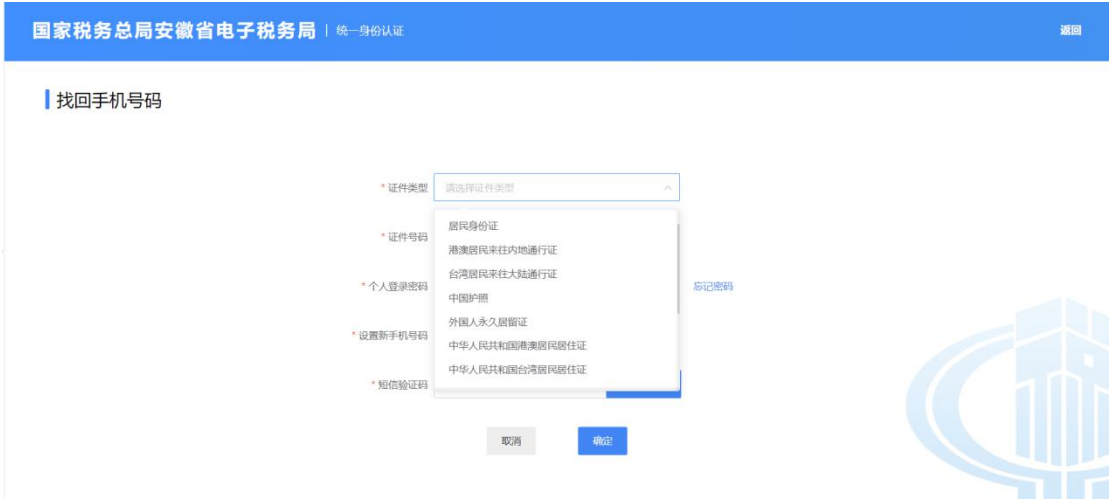 国家税务总局安徽省电子税务局 | 统一身份认证 返回
找回手机号码
* 证件类型 请选择证件类型
居民身份证
* 证件号码
港澳居民来往内地通行证
台湾居民来往大陆通行证
* 个人登录密码 忘记密码
中国护照
外国人永久居留证
* 设置新手机号码
中华人民共和国港澳居民居住证
中华人民共和国台湾居民居住证
* 短信验证码
取消 确定